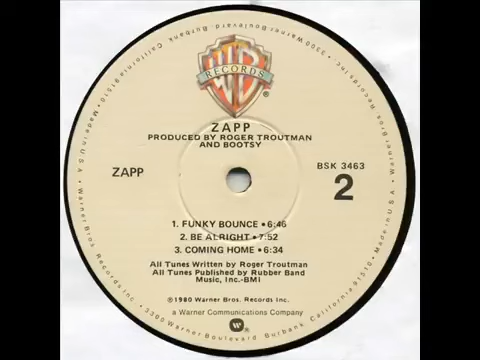 WB
RECORDS
®
ZAPP
PRODUCED BY ROGER TROUTMAN
AND BOOTSY
ZAPP
BSK 3463
2
1. FUNKY BOUNCE • 6:46
2. BE ALRIGHT • 7:52
3. COMING HOME • 6:34
All Tunes Written by Roger Troutman
All Tunes Published by Rubber Band
Music, Inc.-BMI
©1980 Warner Bros. Records Inc.
a Warner Communications Company
Warner Bros. Records Inc. • 3300 Warner Boulevard, Burbank, California 91510 • Made in U.S.A.